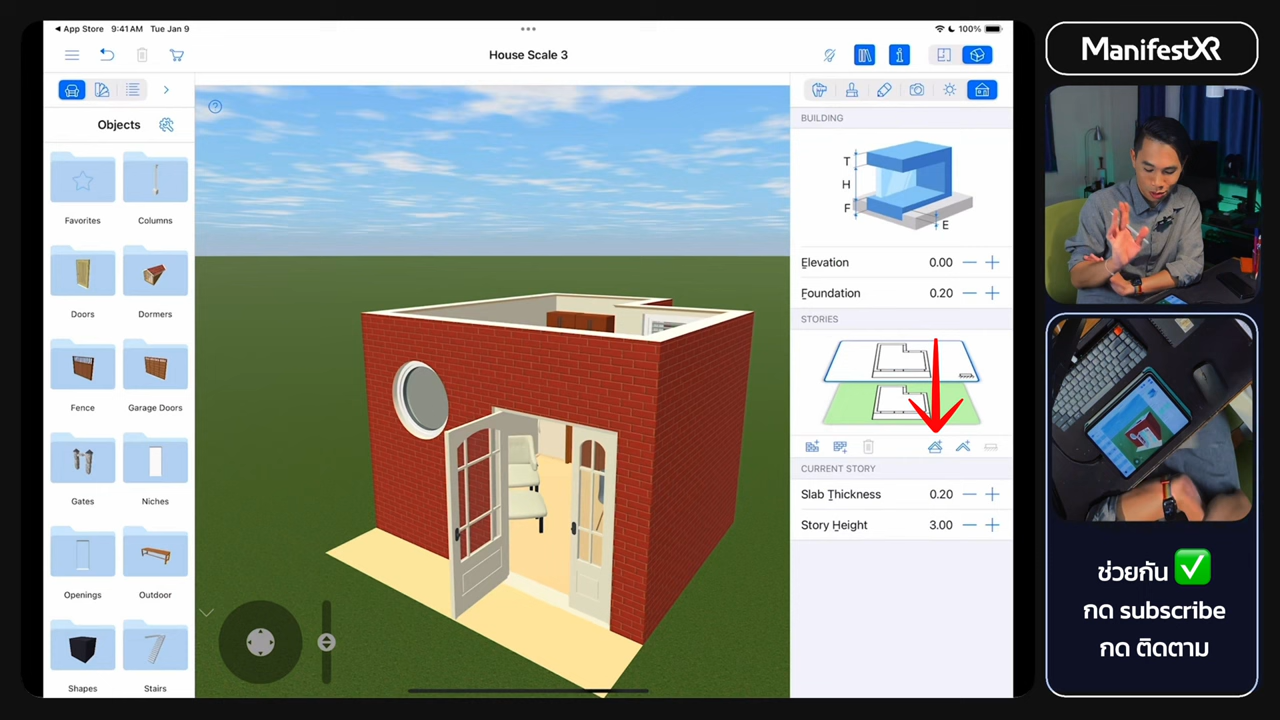 App Store 9:41 AM Tue Jan 9
100%
House Scale 3
ManifestXR
Objects
Favorites
Columns
Doors
Dormers
Fence
Garage Doors
Gates
Niches
Openings
Outdoor
Shapes
Stairs
BUILDING
T
H
F
E
Elevation 0.00
Foundation 0.20
STORIES
CURRENT STORY
Slab Thickness 0.20
Story Height 3.00
ช่วยกัน ✅
กด subscribe
กด ติดตาม